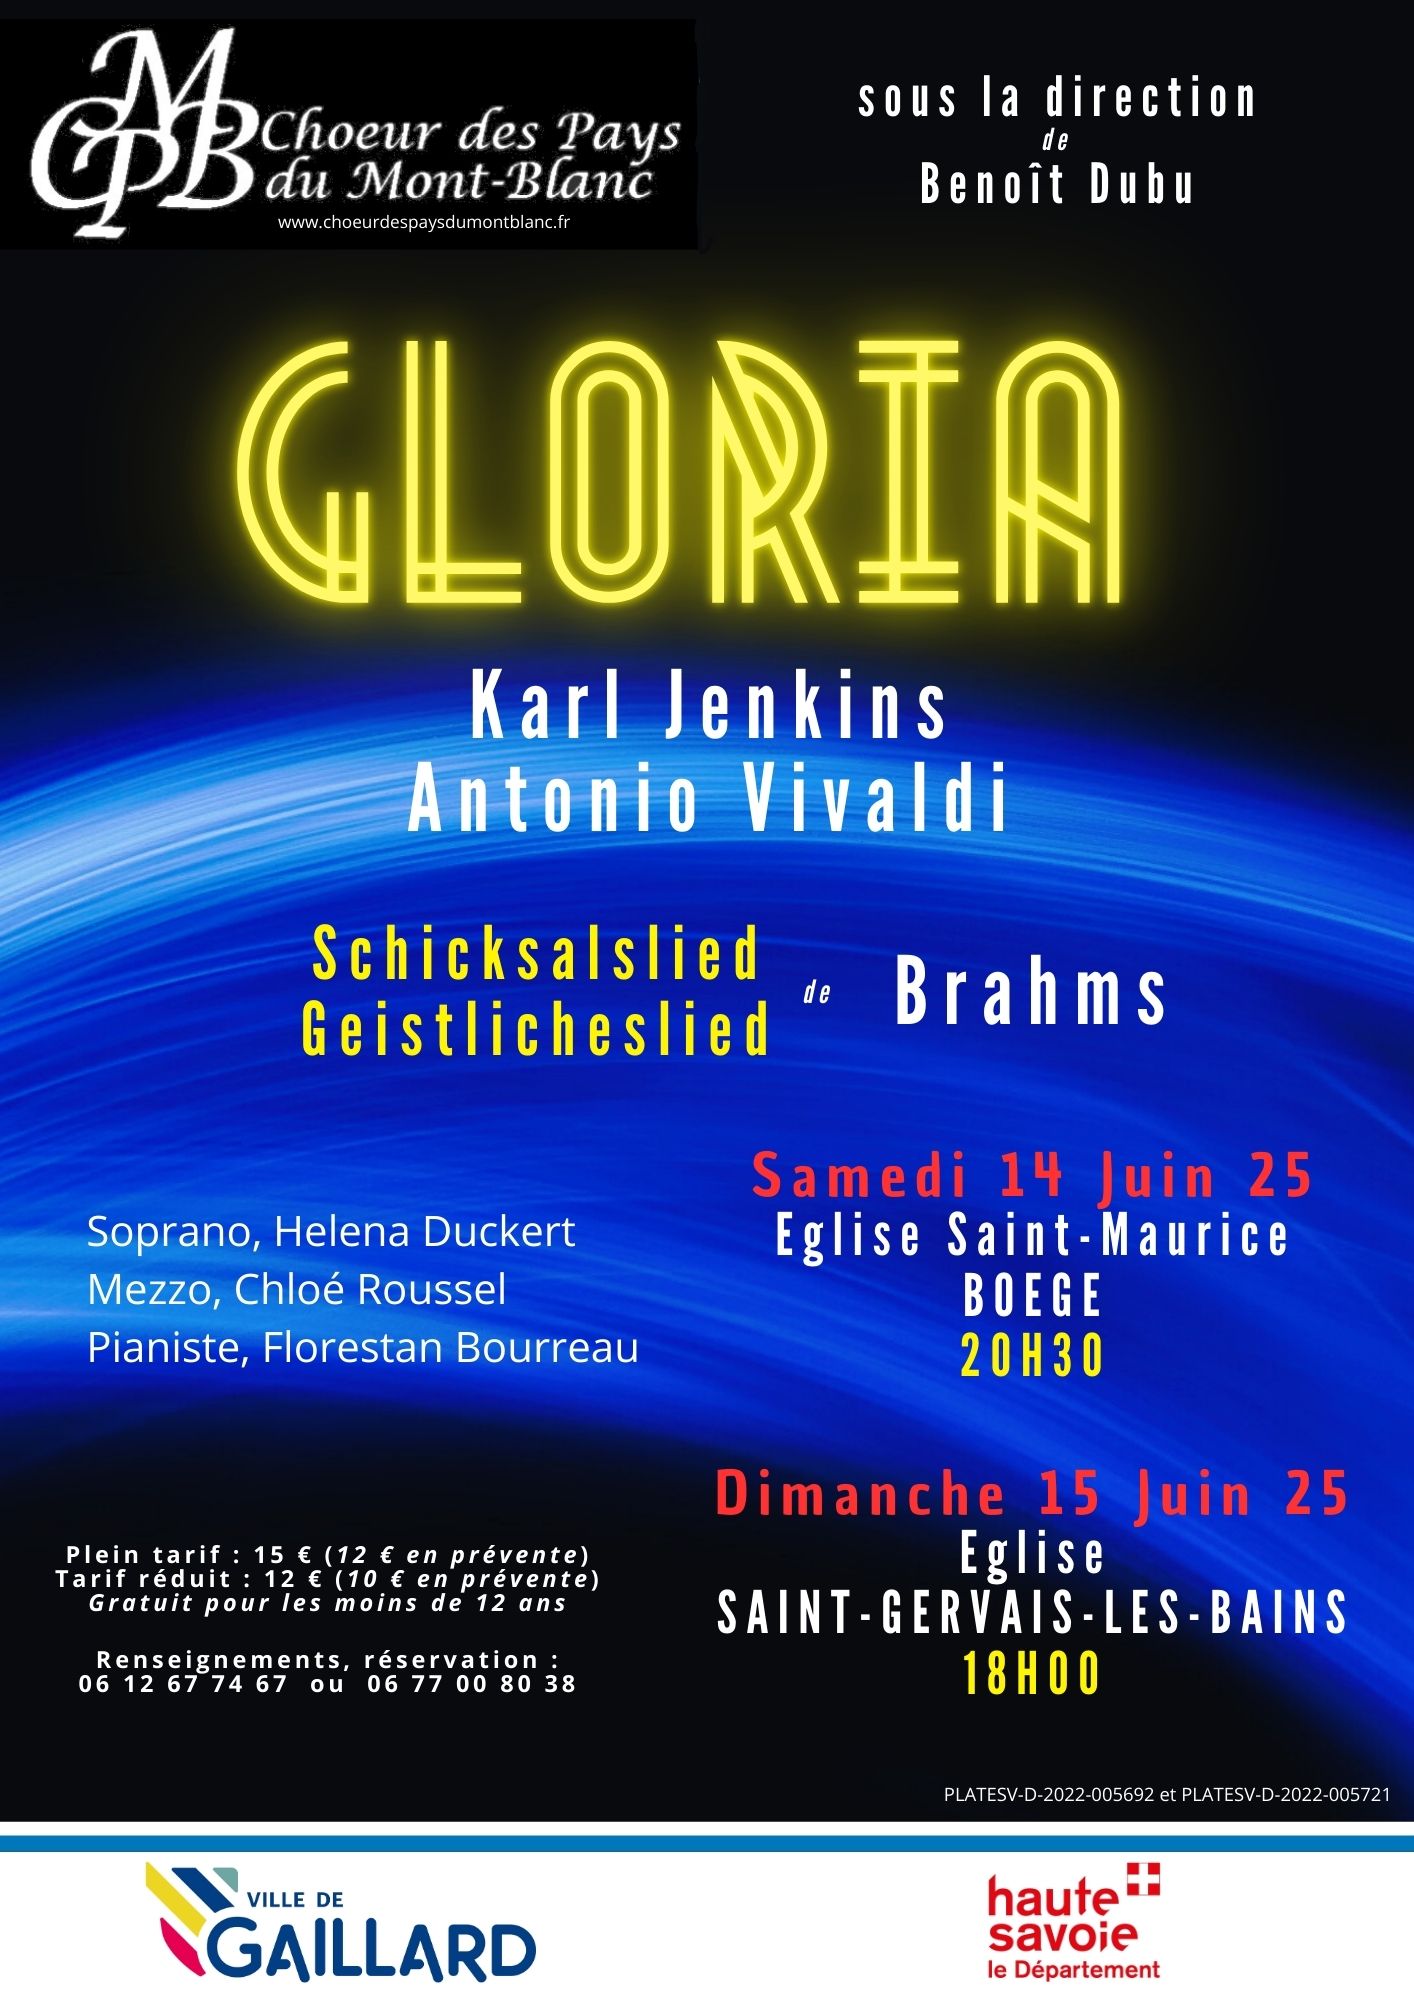 CMPB
Choeur des Pays
du Mont-Blanc
www.choeurdespaysdumontblanc.fr
sous la direction
de
Benoît Dubu
GLORIA
Karl Jenkins
Antonio Vivaldi
Schicksalslied
Geistlicheslied
de
Brahms
Soprano, Helena Duckert
Mezzo, Chloé Roussel
Pianiste, Florestan Bourreau
Samedi 14 Juin 25
Eglise Saint-Maurice
BOEGE
20H30
Dimanche 15 Juin 25
Eglise
SAINT-GERVAIS-LES-BAINS
18H00
Plein tarif : 15 € (12 € en prévente)
Tarif réduit : 12 € (10 € en prévente)
Gratuit pour les moins de 12 ans
Renseignements, réservation :
06 12 67 74 67 ou 06 77 00 80 38
PLATESV-D-2022-005692 et PLATESV-D-2022-005721
VILLE DE
GAILLARD
haute
savoie
le Département